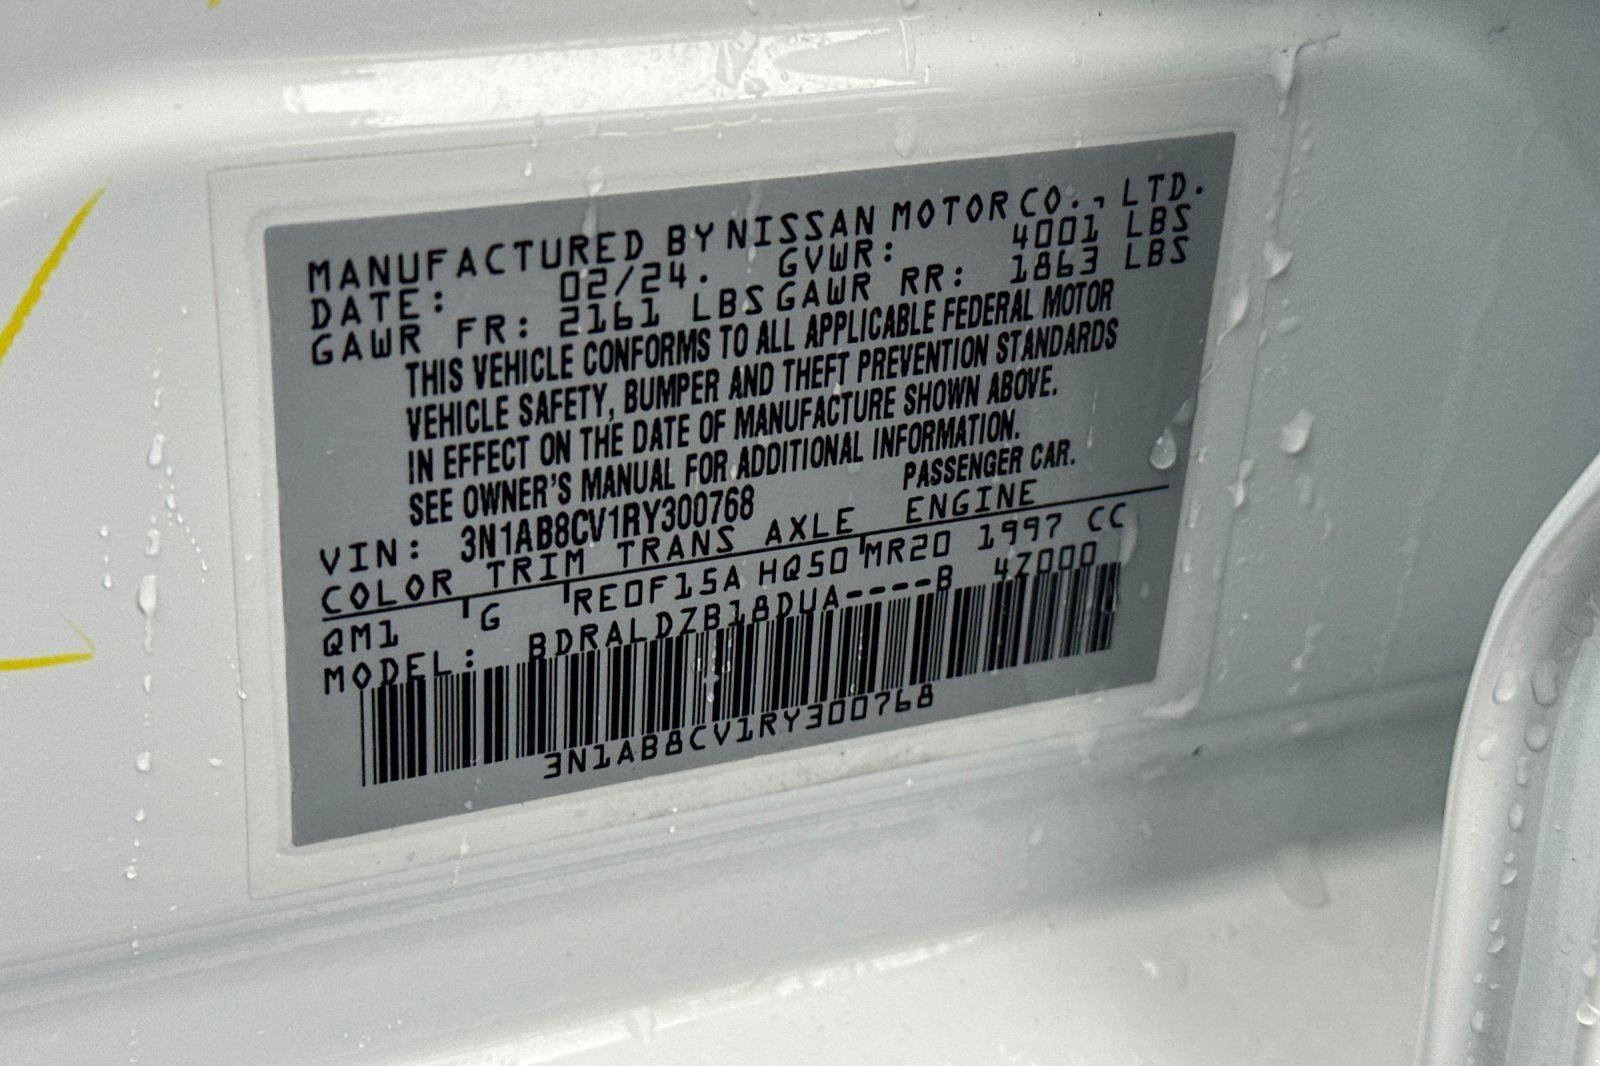 MANUFACTURED BY NISSAN MOTOR CO., LTD.
DATE: 02/24. GVWR: 4001 LBS
GAWR FR: 2161 LBS GAWR RR: 1863 LBS
THIS VEHICLE CONFORMS TO ALL APPLICABLE FEDERAL MOTOR
VEHICLE SAFETY, BUMPER AND THEFT PREVENTION STANDARDS
IN EFFECT ON THE DATE OF MANUFACTURE SHOWN ABOVE.
SEE OWNER'S MANUAL FOR ADDITIONAL INFORMATION.
PASSENGER CAR.
VIN: 3N1AB8CV1RY300768
COLOR TRIM TRANS AXLE ENGINE
QM1 G RE0F15A HQ50 MR20 1997 CC
MODEL: BDRALDZB18DUA----B 47000
3N1AB8CV1RY300768